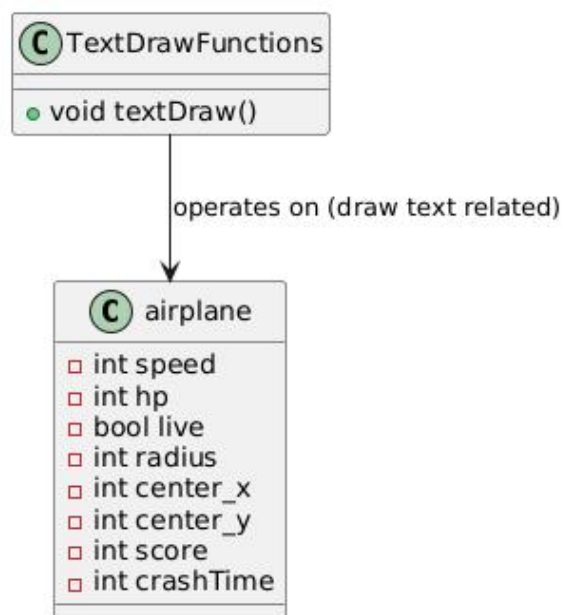 C TextDrawFunctions
void textDraw()
operates on (draw text related)
C airplane
int speed
int hp
bool live
int radius
int center_x
int center_y
int score
int crashTime